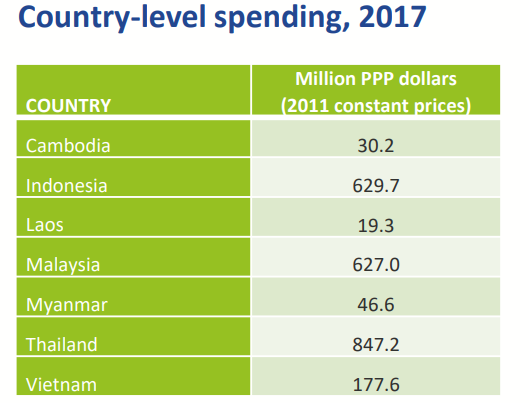 Country-level spending, 2017
COUNTRY Million PPP dollars (2011 constant prices)
Cambodia 30.2
Indonesia 629.7
Laos 19.3
Malaysia 627.0
Myanmar 46.6
Thailand 847.2
Vietnam 177.6